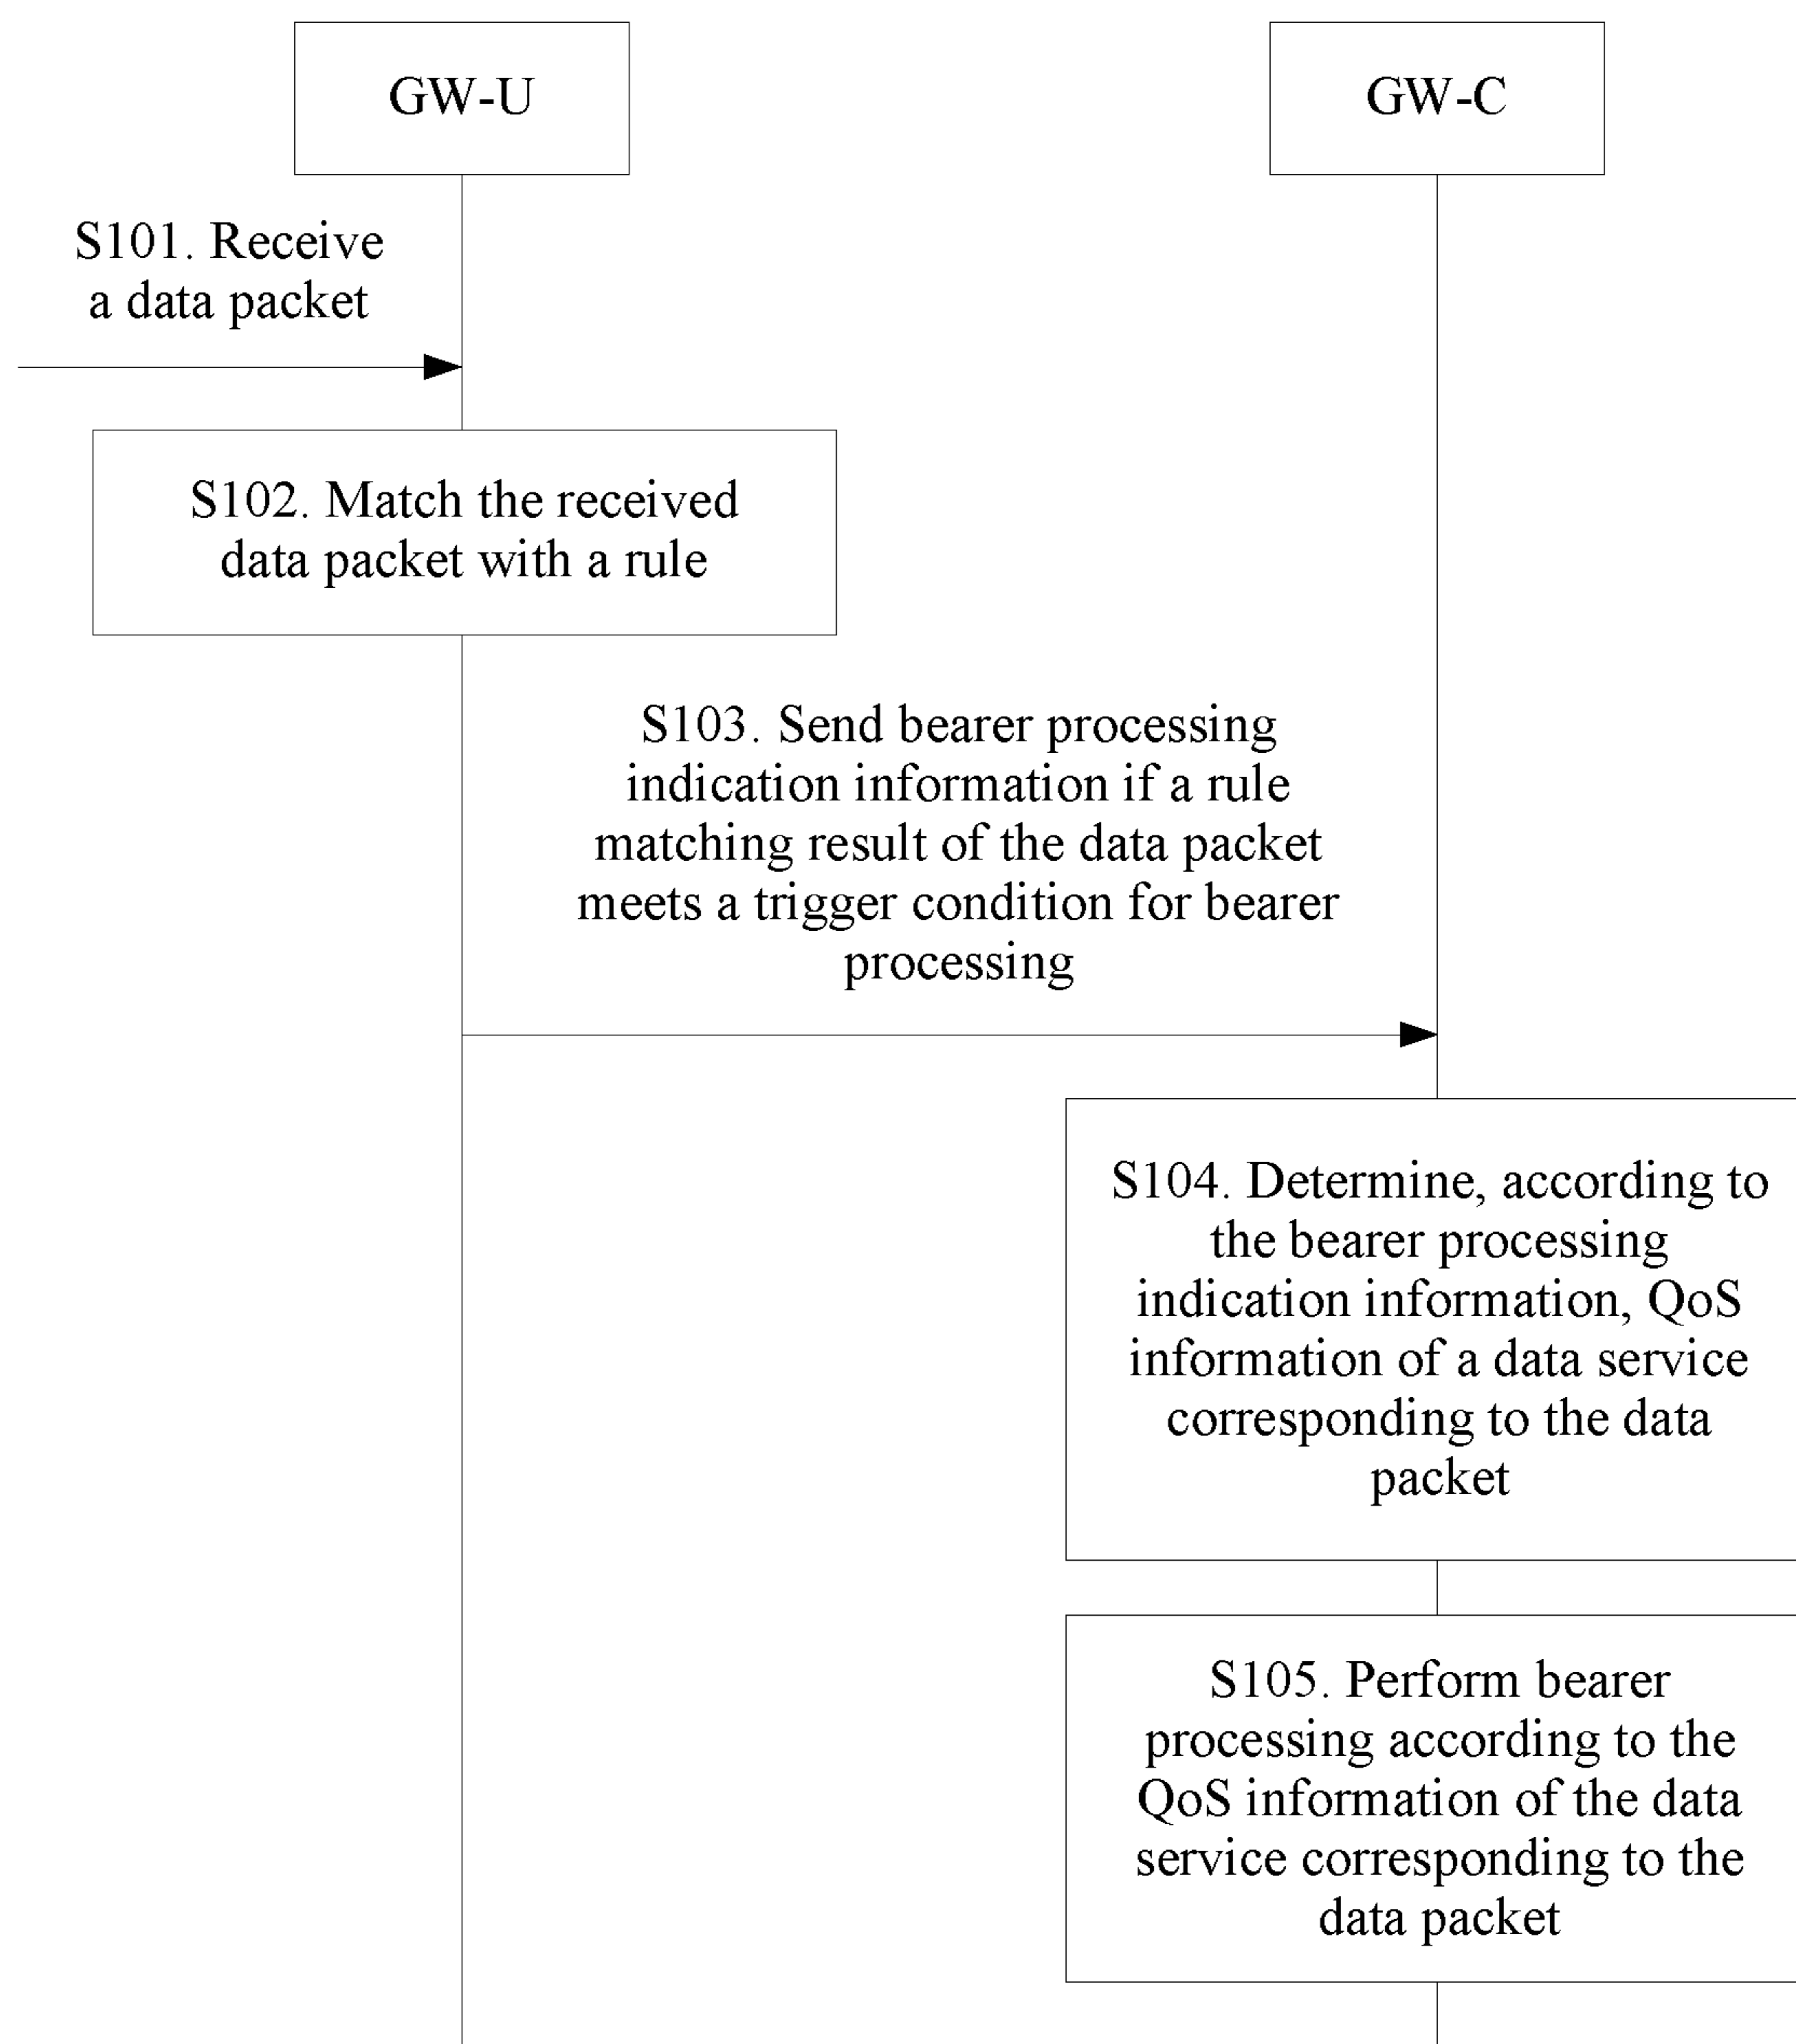 GW-U
GW-C
S101. Receive
a data packet
S102. Match the received
data packet with a rule
S103. Send bearer processing
indication information if a rule
matching result of the data packet
meets a trigger condition for bearer
processing
S104. Determine, according to
the bearer processing
indication information, QoS
information of a data service
corresponding to the data
packet
S105. Perform bearer
processing according to the
QoS information of the data
service corresponding to the
data packet